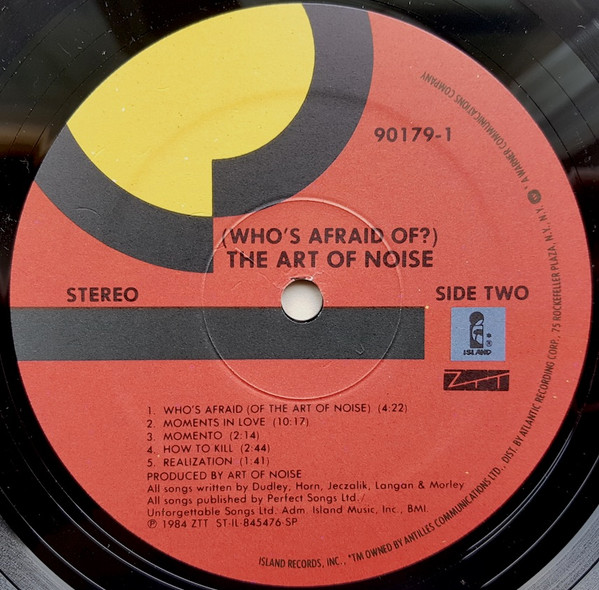 90179-1
(WHO'S AFRAID OF?)
THE ART OF NOISE
STEREO
SIDE TWO
ISLAND ®
ZTT
1. WHO'S AFRAID (OF THE ART OF NOISE) (4:22)
2. MOMENTS IN LOVE (10:17)
3. MOMENTO (2:14)
4. HOW TO KILL (2:44)
5. REALIZATION (1:41)
PRODUCED BY ART OF NOISE
All songs written by Dudley, Horn, Jeczalik, Langan & Morley
All songs published by Perfect Songs Ltd./
Unforgettable Songs Ltd. Adm. Island Music, Inc., BMI.
℗ 1984 ZTT ST-IL-845476-SP
ISLAND RECORDS, INC., *TM OWNED BY ANTILLES COMMUNICATIONS LTD., DIST. BY ATLANTIC RECORDING CORP., 75 ROCKEFELLER PLAZA, N.Y., N.Y. * A WARNER COMMUNICATIONS COMPANY